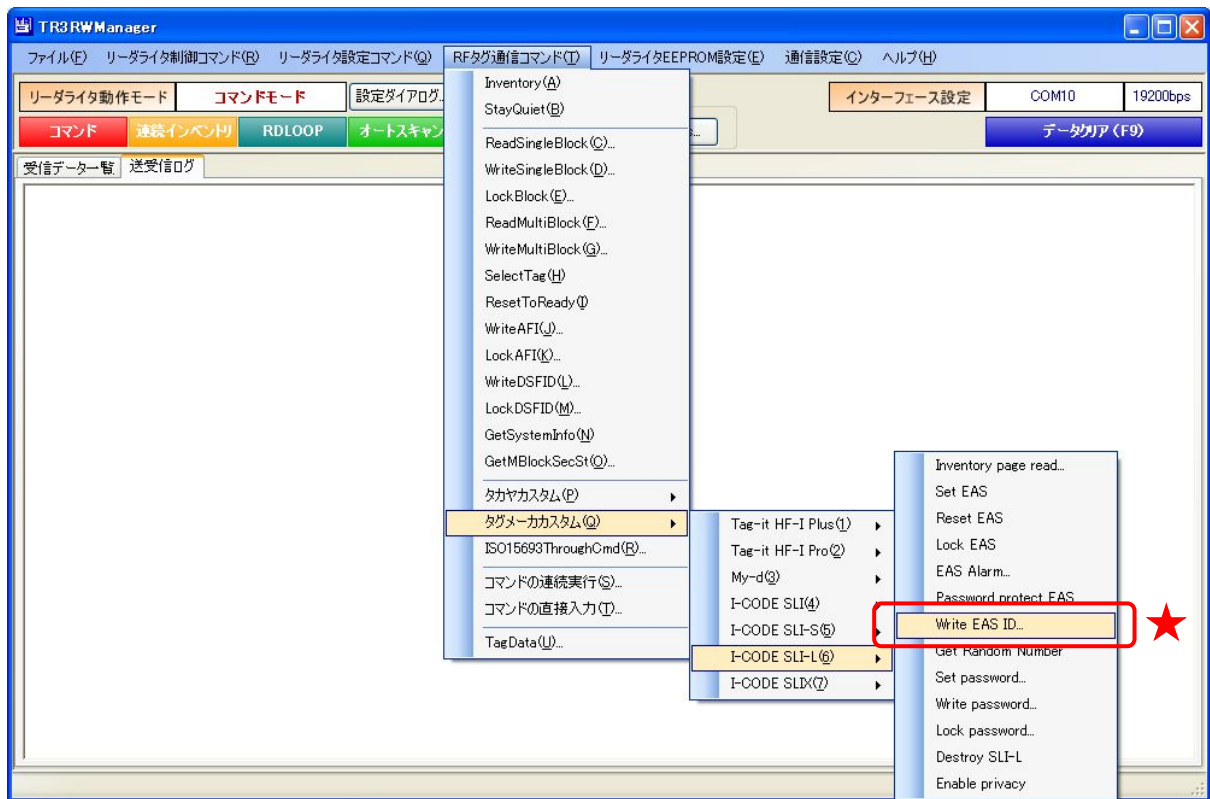 TR3RWManager
ファイル(F) リーダライタ制御コマンド(R) リーダライタ設定コマンド(Q) RFタグ通信コマンド(T) リーダライタEEPROM設定(E) 通信設定(C) ヘルプ(H)
リーダライタ動作モード コマンドモード 設定ダイアログ... インターフェース設定 COM10 19200bps
コマンド 連続インベントリ RDLOOP オートスキャン データクリア(F9)
受信データ一覧 送受信ログ
Inventory(A)
StayQuiet(B)
ReadSingleBlock(C)...
WriteSingleBlock(D)...
LockBlock(E)...
ReadMultiBlock(F)...
WriteMultiBlock(G)...
SelectTag(H)
ResetToReady(I)
WriteAFI(J)...
LockAFI(K)...
WriteDSFID(L)...
LockDSFID(M)...
GetSystemInfo(N)
GetMBlockSecSt(O)...
タカヤカスタム(P)
タグメーカカスタム(Q)
ISO15693ThroughCmd(R)...
コマンドの連続実行(S)...
コマンドの直接入力(T)...
TagData(U)...
Tag-it HF-I Plus(1)
Tag-it HF-I Pro(2)
My-d(3)
I-CODE SLI(4)
I-CODE SLI-S(5)
I-CODE SLI-L(6)
I-CODE SLIX(7)
Inventory page read...
Set EAS
Reset EAS
Lock EAS
EAS Alarm...
Password protect EAS
Write EAS ID...
Get Random Number
Set password...
Write password...
Lock password...
Destroy SLI-L
Enable privacy